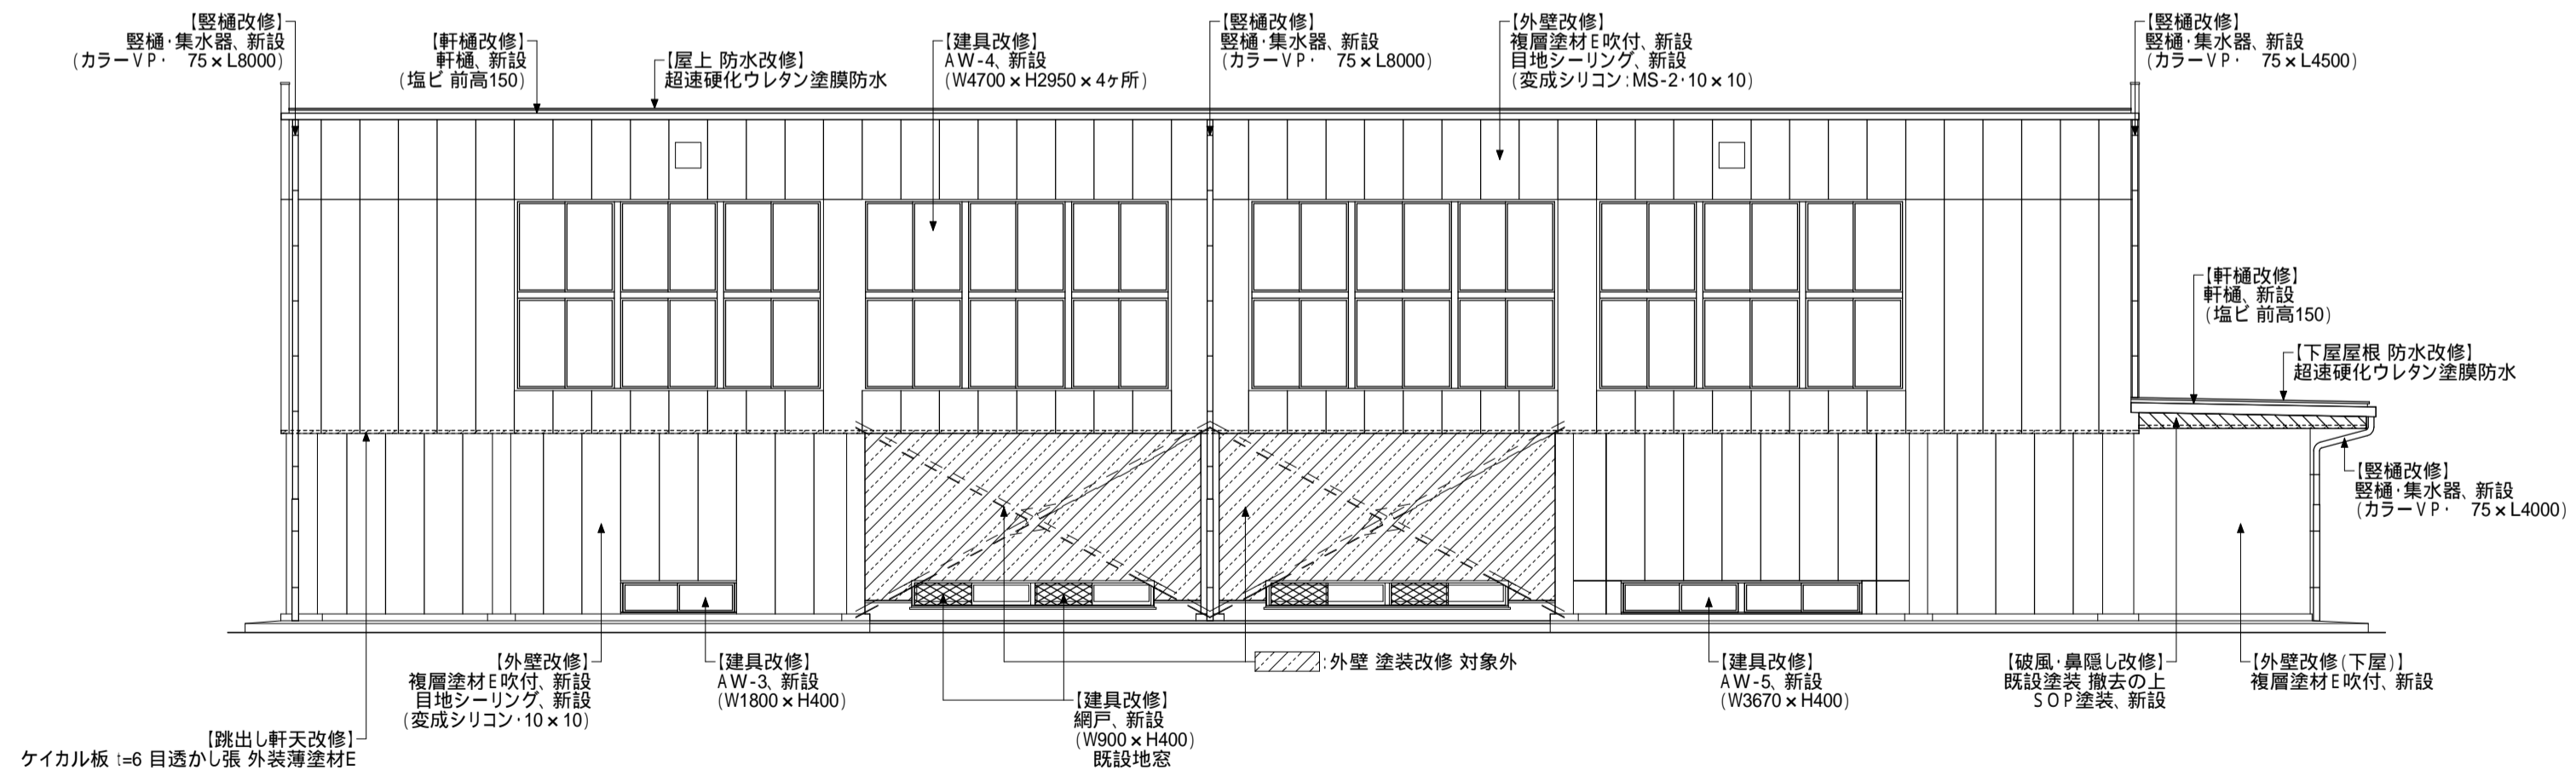 【竪樋改修】
竪樋・集水器、新設
(カラーVP・ 75×L8000)
【軒樋改修】
軒樋、新設
(塩ビ 前高150)
【屋上 防水改修】
超速硬化ウレタン塗膜防水
【建具改修】
AW-4、新設
(W4700×H2950×4ヶ所)
【竪樋改修】
竪樋・集水器、新設
(カラーVP・ 75×L8000)
【外壁改修】
複層塗材E吹付、新設
目地シーリング、新設
(変成シリコン:MS-2・10×10)
【竪樋改修】
竪樋・集水器、新設
(カラーVP・ 75×L4500)
【軒樋改修】
軒樋、新設
(塩ビ 前高150)
【下屋屋根 防水改修】
超速硬化ウレタン塗膜防水
【竪樋改修】
竪樋・集水器、新設
(カラーVP・ 75×L4000)
【外壁改修】
複層塗材E吹付、新設
目地シーリング、新設
(変成シリコン・10×10)
【跳出し軒天改修】
ケイカル板 t=6 目透かし張 外装薄塗材E
【建具改修】
AW-3、新設
(W1800×H400)
【建具改修】
網戸、新設
(W900×H400)
既設地窓
:外壁 塗装改修 対象外
【建具改修】
AW-5、新設
(W3670×H400)
【破風・鼻隠し改修】
既設塗装 撤去の上
SOP塗装、新設
【外壁改修(下屋)】
複層塗材E吹付、新設